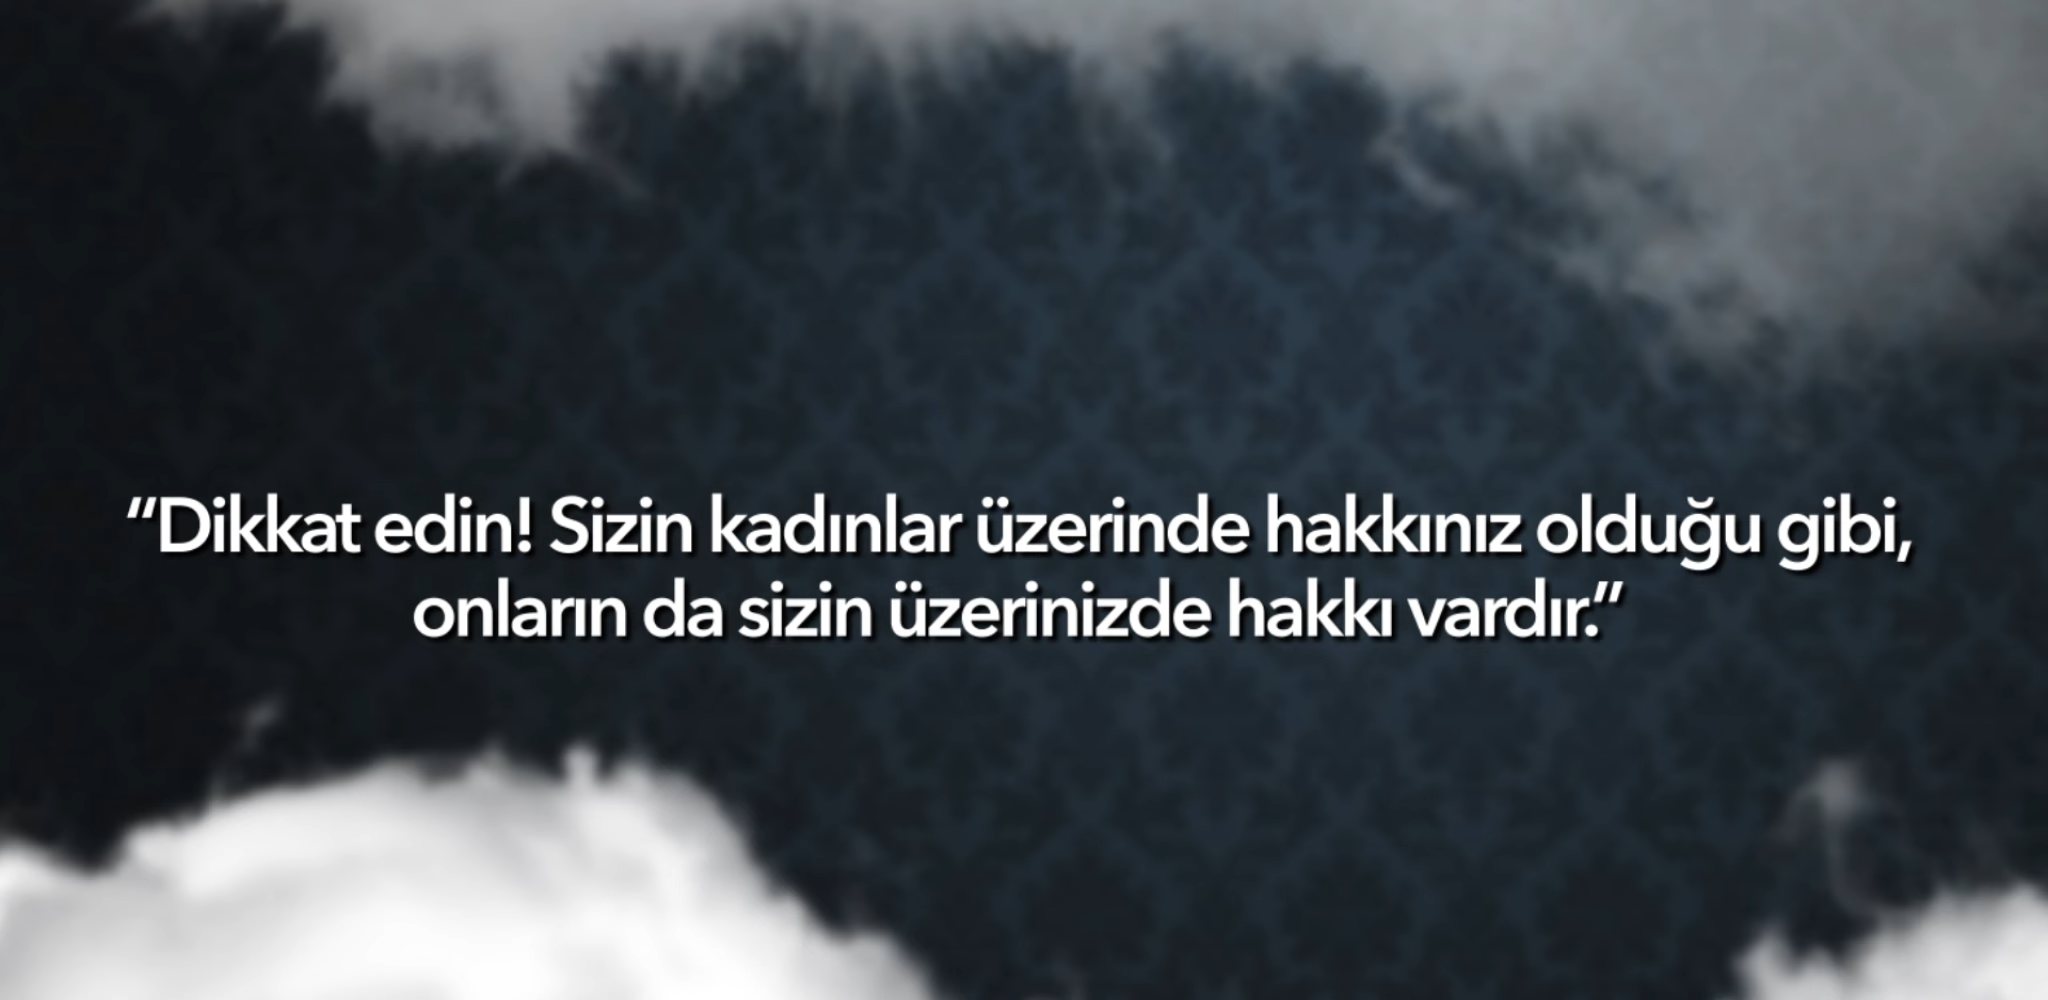 “Dikkat edin! Sizin kadınlar üzerinde hakkınız olduğu gibi,
onların da sizin üzerinizde hakkı vardır.”